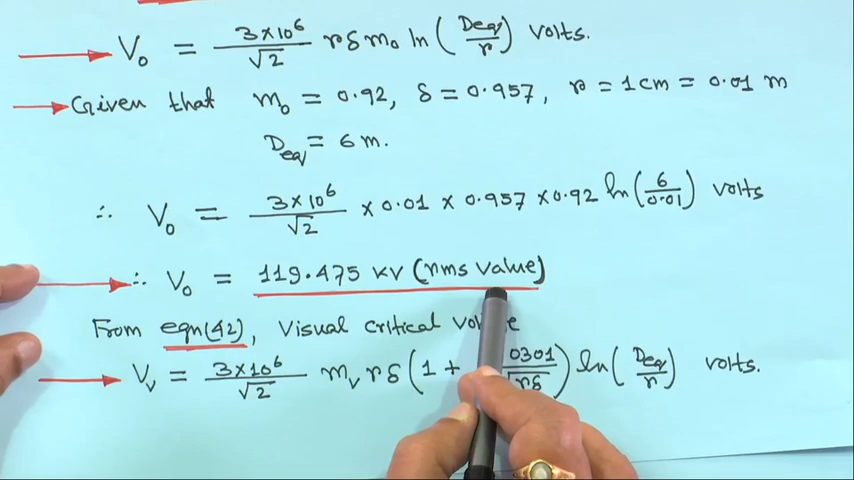 V₀ = 3×10⁶/√2 r δ m₀ ln (Deq/r) volts.
Given that m₀ = 0.92, δ = 0.957, r = 1 cm = 0.01 m
Deq = 6 m.
∴ V₀ = 3×10⁶/√2 × 0.01 × 0.957 × 0.92 ln (6/0.01) volts
∴ V₀ = 119.475 kV (rms value)
From eqn(42), Visual critical
Vᵥ = 3×10⁶/√2 mᵥ r δ (1 + 0301/√rδ) ln (Deq/r) volts.